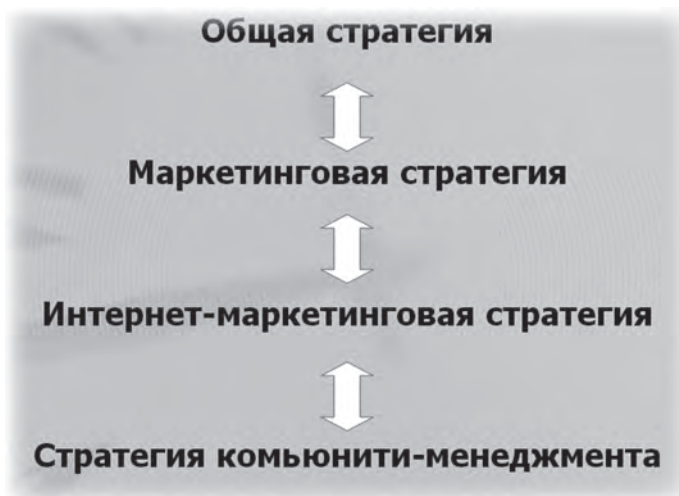 Общая стратегия
Маркетинговая стратегия
Интернет-маркетинговая стратегия
Стратегия комьюнити-менеджмента